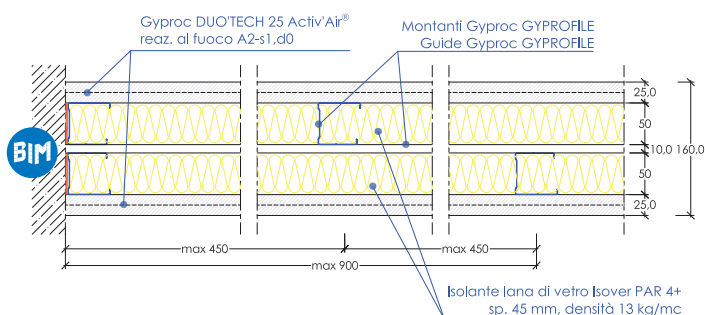 Gyproc DUO'TECH 25 Activ'Air®
reaz. al fuoco A2-s1,d0
Montanti Gyproc GYPROFILE
Guide Gyproc GYPROFILE
25,0
50
10,0 160,0
50
25,0
BIM
max 450
max 450
max 900
Isolante lana di vetro Isover PAR 4+
sp. 45 mm, densità 13 kg/mc